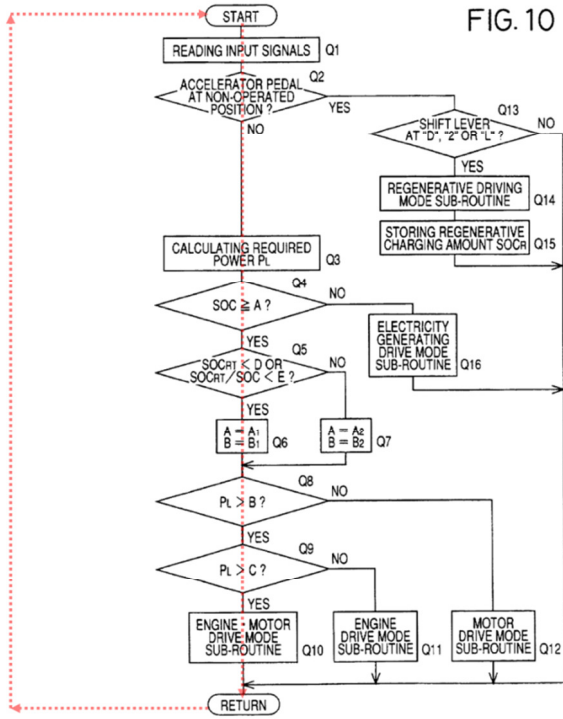 START
FIG. 10
READING INPUT SIGNALS
Q1
Q2
ACCELERATOR PEDAL
AT NON-OPERATED
POSITION ?
YES
NO
Q13
SHIFT LEVER
AT "D", "2" OR "L" ?
NO
YES
REGENERATIVE DRIVING
MODE SUB-ROUTINE
Q14
STORING REGENERATIVE
CHARGING AMOUNT SOCR
Q15
CALCULATING REQUIRED
POWER PL
Q3
Q4
SOC ≧ A ?
NO
YES
ELECTRICITY
GENERATING
DRIVE MODE
SUB-ROUTINE
Q16
Q5
SOCRT < D OR
SOCRT/SOC < E ?
NO
YES
A = A1
B = B1
Q6
A = A2
B = B2
Q7
Q8
PL > B ?
NO
YES
Q9
PL > C ?
NO
YES
ENGINE - MOTOR
DRIVE MODE
SUB-ROUTINE
Q10
ENGINE
DRIVE MODE
SUB-ROUTINE
Q11
MOTOR
DRIVE MODE
SUB-ROUTINE
Q12
RETURN